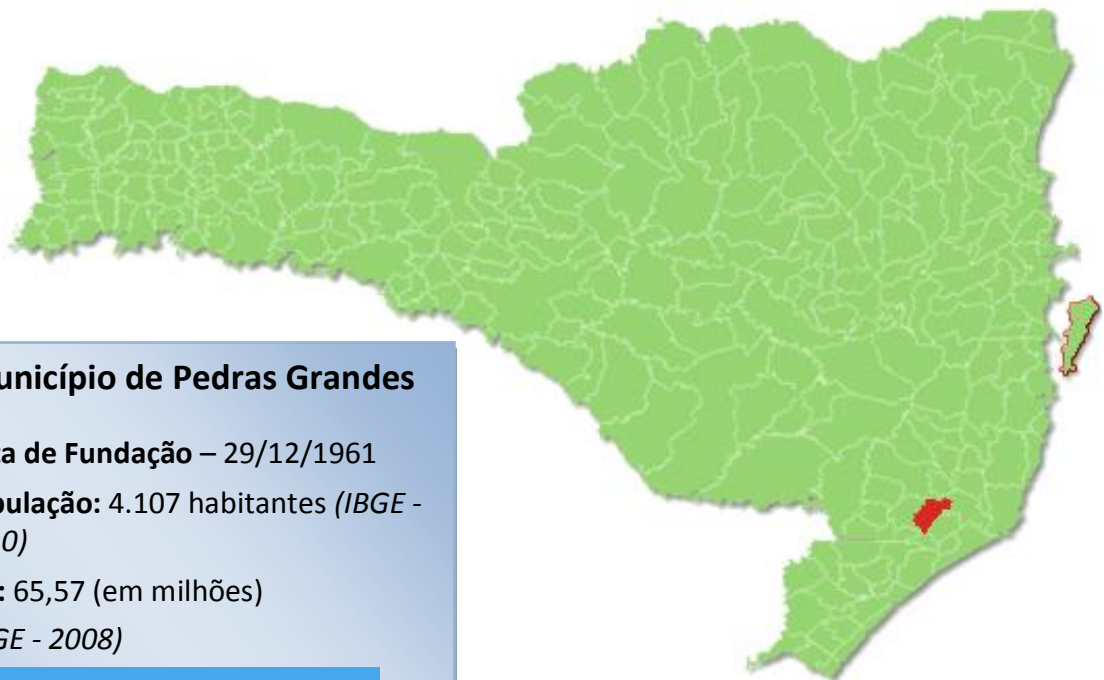 unicípio de Pedras Grandes
ta de Fundação – 29/12/1961
pulação: 4.107 habitantes (IBGE -
0)
: 65,57 (em milhões)
GE - 2008)